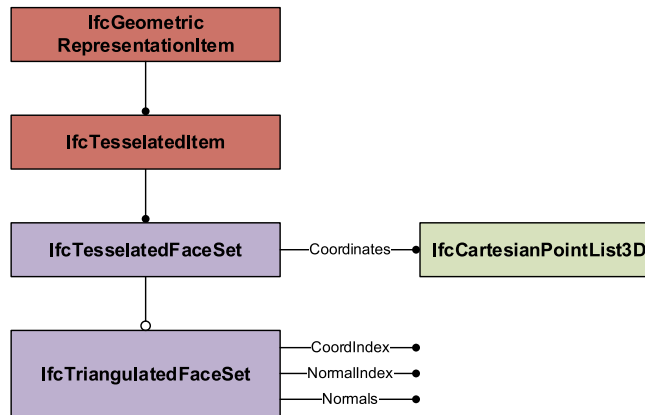 IfcGeometric
RepresentationItem
IfcTesselatedItem
IfcTesselatedFaceSet
Coordinates
IfcCartesianPointList3D
IfcTriangulatedFaceSet
CoordIndex
NormalIndex
Normals